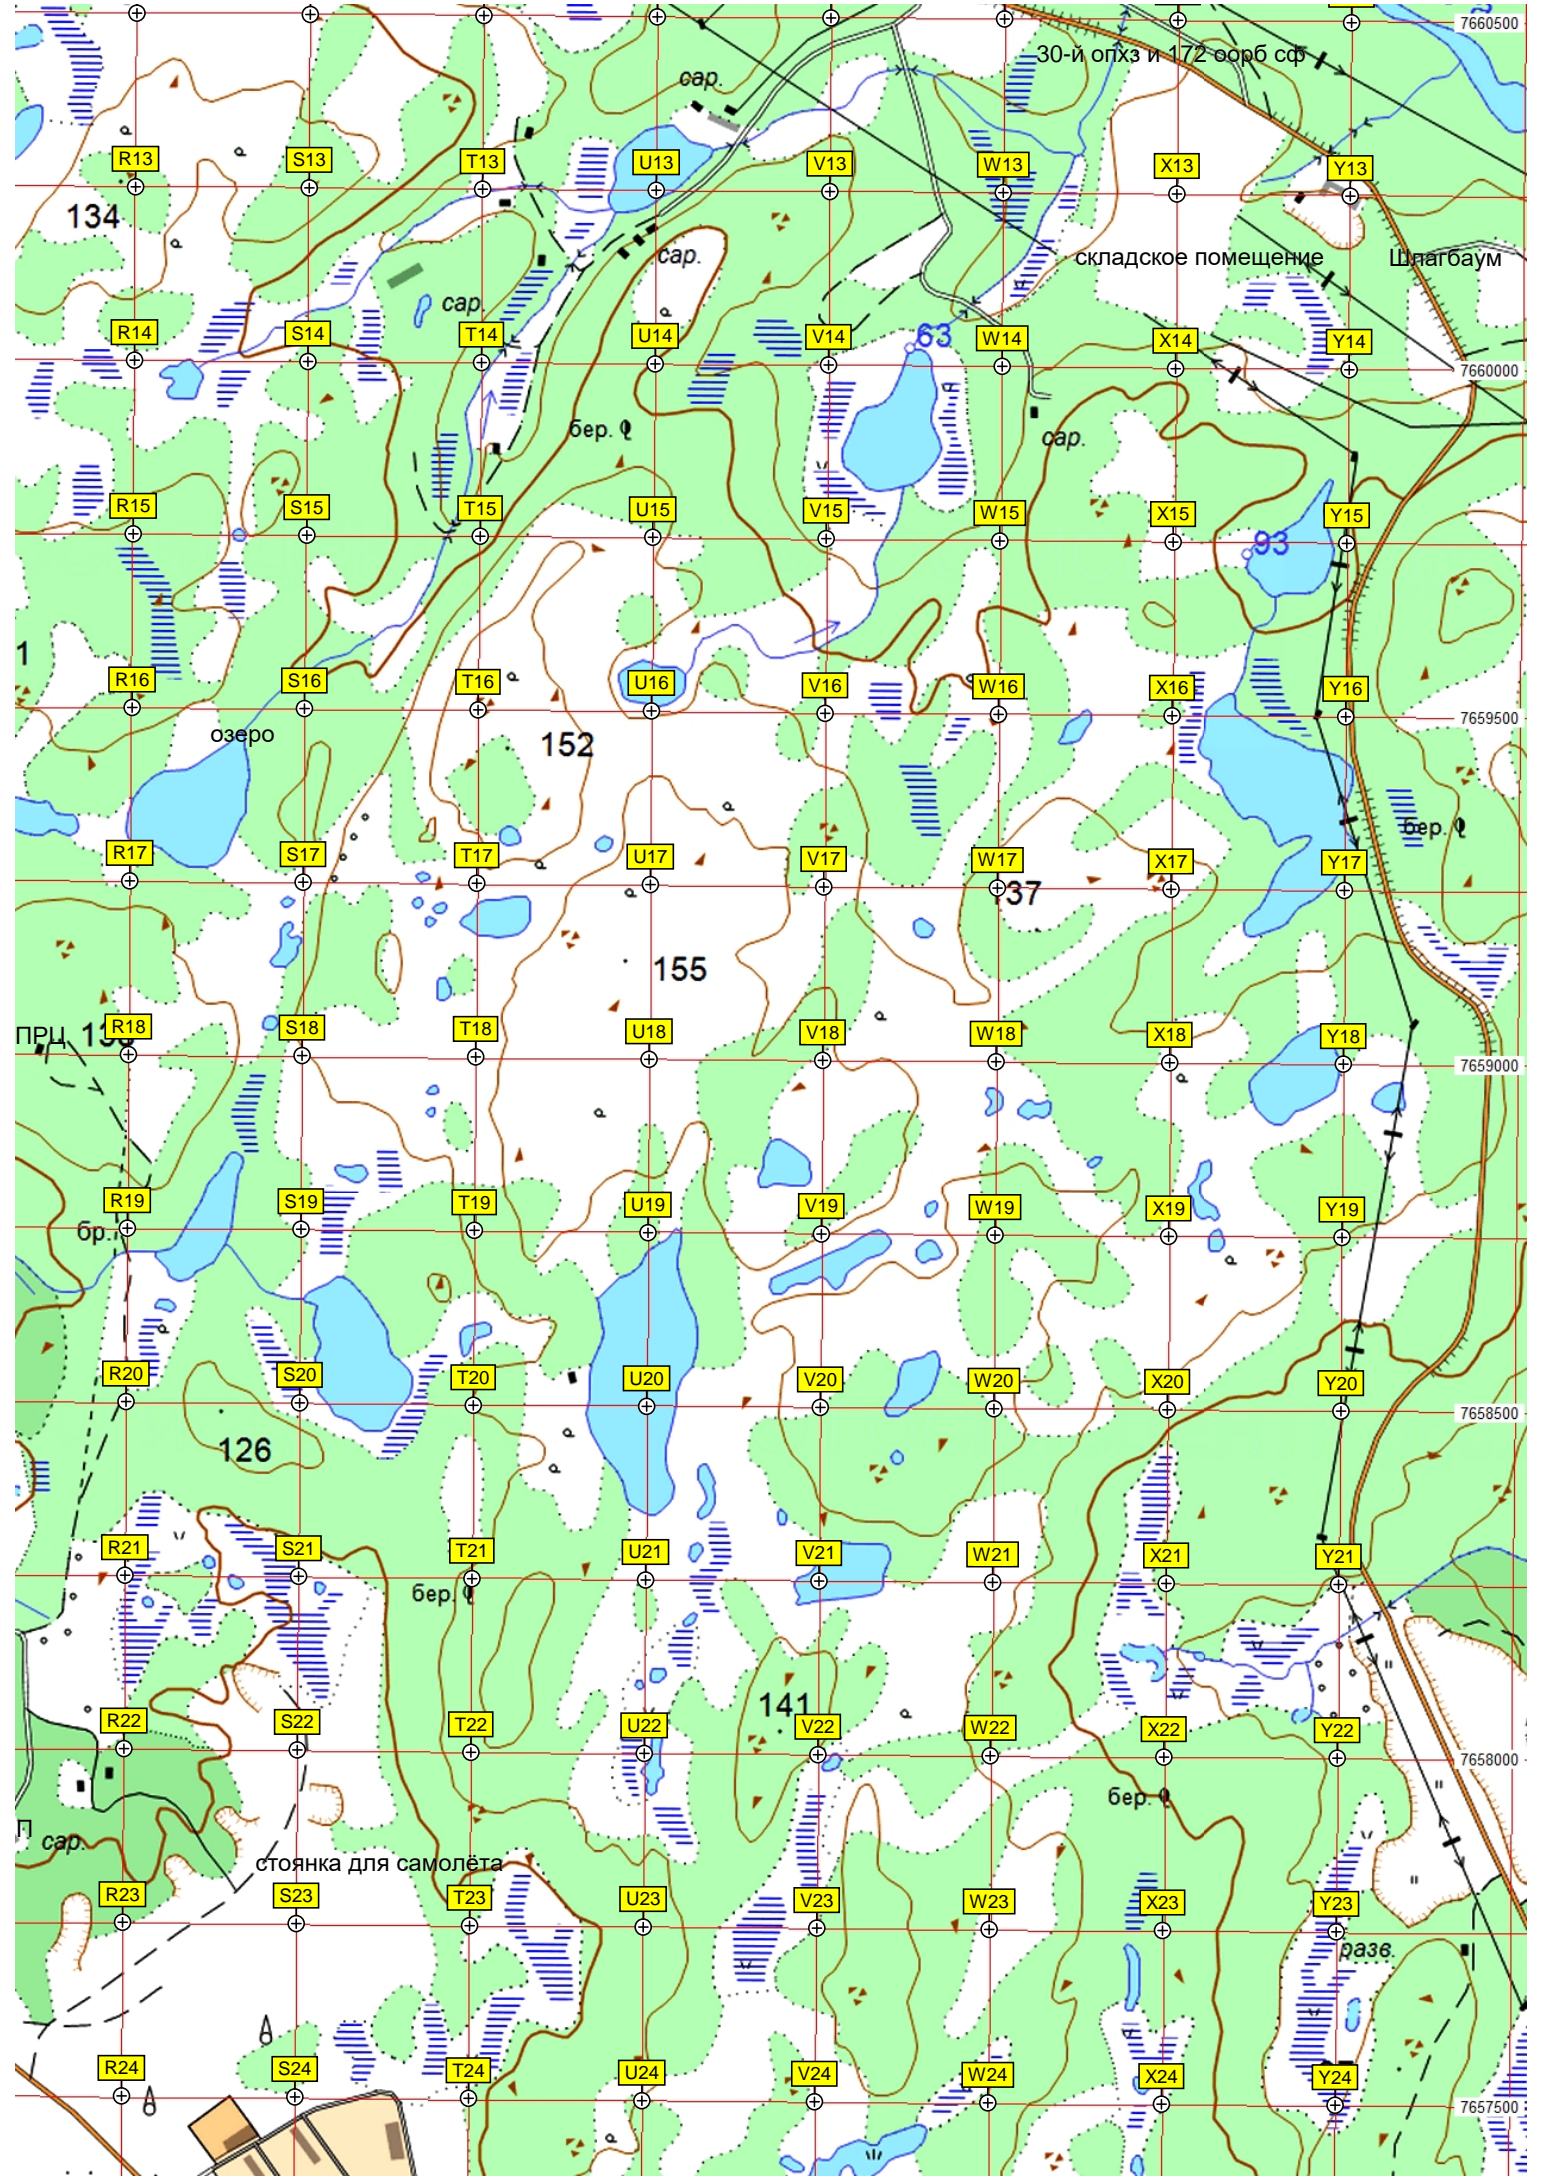 7660500
30-й опхз и 172 оорб сф
сар.
R13 S13 T13 U13 V13 W13 X13 Y13
134
сар.
складское помещение
Шлагбаум
сар.
R14 S14 T14 U14 V14 63 W14 X14 Y14
7660000
бер.
сар.
R15 S15 T15 U15 V15 W15 X15 Y15
93
1
R16 S16 T16 U16 V16 W16 X16 Y16
7659500
озеро
152
бер.
R17 S17 T17 U17 V17 W17 X17 Y17
137
155
ПРЦ
R18 S18 T18 U18 V18 W18 X18 Y18
7659000
R19 S19 T19 U19 V19 W19 X19 Y19
бр.
R20 S20 T20 U20 V20 W20 X20 Y20
7658500
126
R21 S21 T21 U21 V21 W21 X21 Y21
бер.
141
R22 S22 T22 U22 V22 W22 X22 Y22
7658000
бер.
П сар.
стоянка для самолёта
R23 S23 T23 U23 V23 W23 X23 Y23
разв.
R24 S24 T24 U24 V24 W24 X24 Y24
7657500